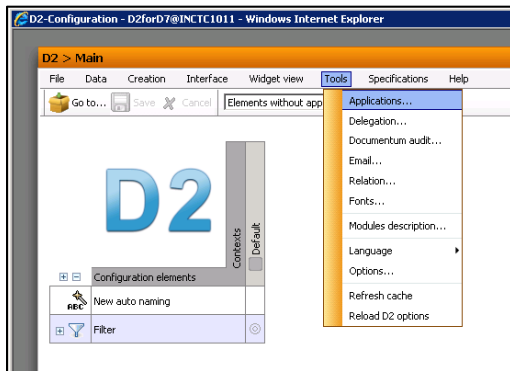 D2-Configuration - D2forD7@INCTC1011 - Windows Internet Explorer
D2 > Main
File Data Creation Interface Widget view Tools Specifications Help
Go to... Save Cancel Elements without app
Applications...
Delegation...
Documentum audit...
Email...
Relation...
Fonts...
Modules description...
Language
Options...
Refresh cache
Reload D2 options
D2
Contexts
Default
Configuration elements
ABC New auto naming
Filter